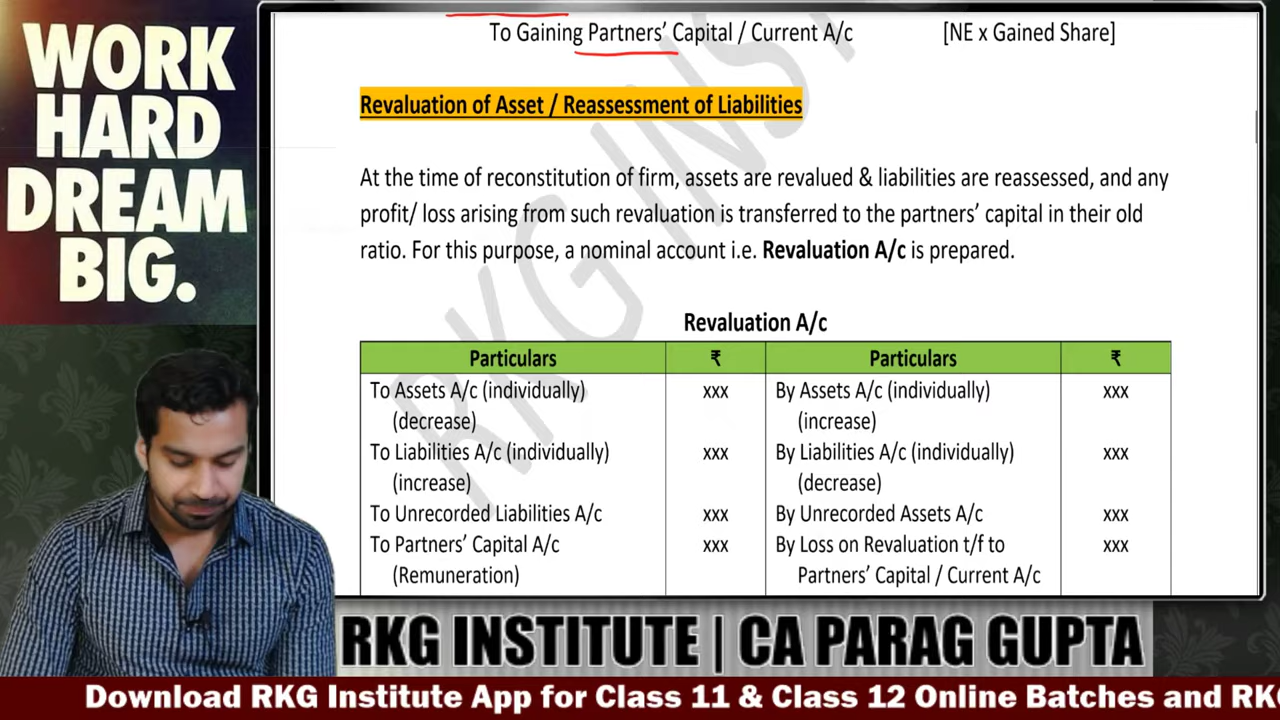 WORK
HARD
DREAM
BIG.
To Gaining Partners' Capital / Current A/c [NE x Gained Share]
Revaluation of Asset / Reassessment of Liabilities
At the time of reconstitution of firm, assets are revalued & liabilities are reassessed, and any
profit/ loss arising from such revaluation is transferred to the partners' capital in their old
ratio. For this purpose, a nominal account i.e. Revaluation A/c is prepared.
Revaluation A/c
Particulars ₹ Particulars ₹
To Assets A/c (individually) xxx By Assets A/c (individually) xxx
(decrease) (increase)
To Liabilities A/c (individually) xxx By Liabilities A/c (individually) xxx
(increase) (decrease)
To Unrecorded Liabilities A/c xxx By Unrecorded Assets A/c xxx
To Partners' Capital A/c xxx By Loss on Revaluation t/f to xxx
(Remuneration) Partners' Capital / Current A/c
RKG INST
RKG INSTITUTE | CA PARAG GUPTA
Download RKG Institute App for Class 11 & Class 12 Online Batches and RK